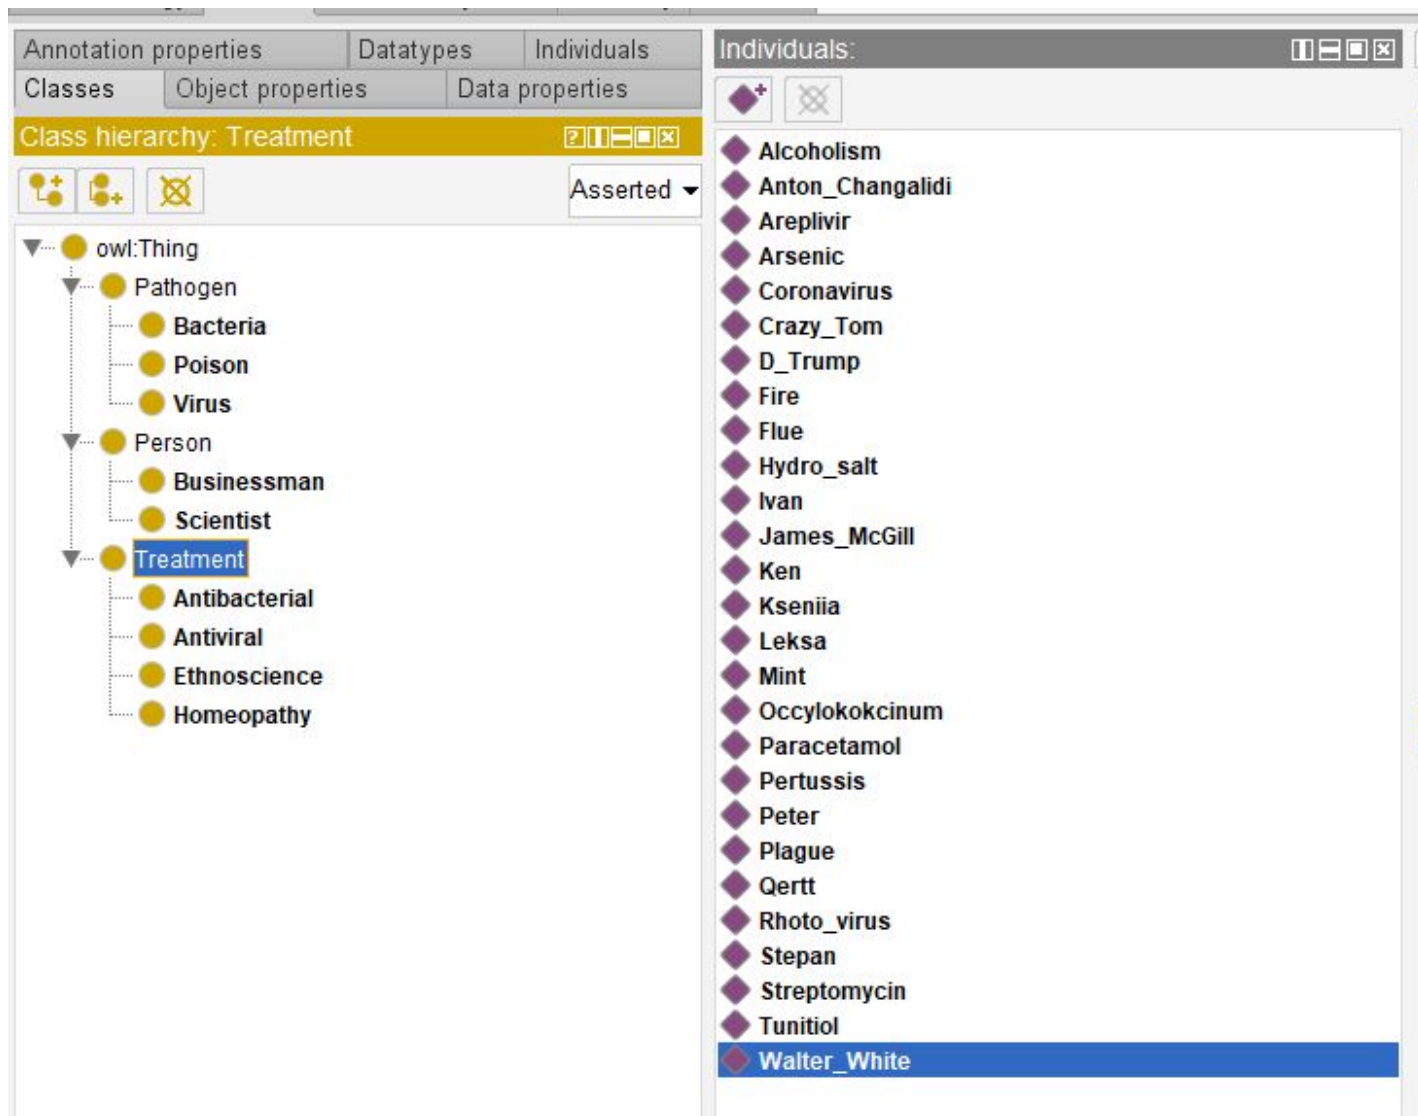 Annotation properties Datatypes Individuals
Classes Object properties Data properties
Class hierarchy: Treatment
Asserted
owl:Thing
Pathogen
Bacteria
Poison
Virus
Person
Businessman
Scientist
Treatment
Antibacterial
Antiviral
Ethnoscience
Homeopathy
Individuals:
Alcoholism
Anton_Changalidi
Areplivir
Arsenic
Coronavirus
Crazy_Tom
D_Trump
Fire
Flue
Hydro_salt
Ivan
James_McGill
Ken
Kseniia
Leksa
Mint
Occylokokcinum
Paracetamol
Pertussis
Peter
Plague
Qertt
Rhoto_virus
Stepan
Streptomycin
Tunitiol
Walter_White